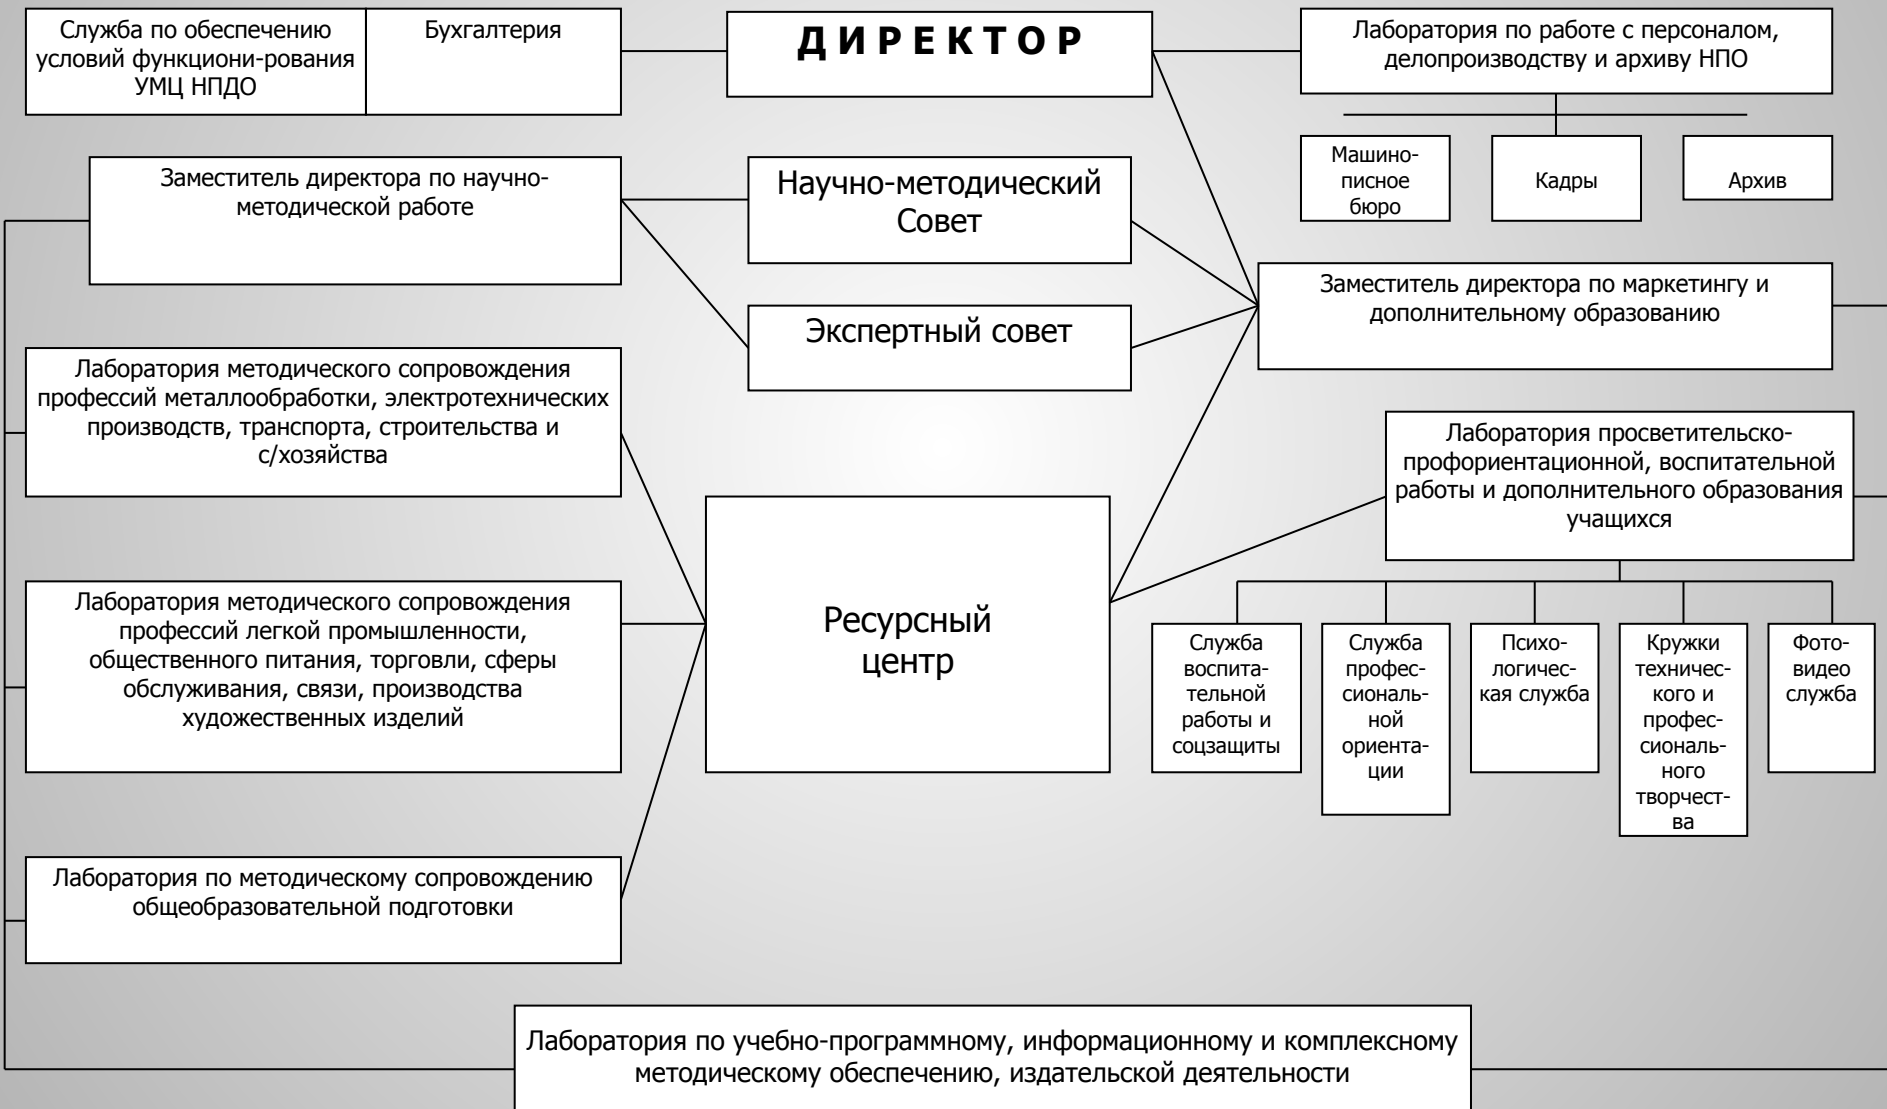 Служба по обеспечению
условий функциони-рования
УМЦ НПДО
Бухгалтерия
ДИРЕКТОР
Лаборатория по работе с персоналом,
делопроизводству и архиву НПО
Машино-
писное
бюро
Кадры
Архив
Заместитель директора по научно-
методической работе
Научно-методический
Совет
Экспертный совет
Заместитель директора по маркетингу и
дополнительному образованию
Лаборатория методического сопровождения
профессий металлообработки, электротехнических
производств, транспорта, строительства и
с/хозяйства
Лаборатория просветительско-
профориентационной, воспитательной
работы и дополнительного образования
учащихся
Лаборатория методического сопровождения
профессий легкой промышленности,
общественного питания, торговли, сферы
обслуживания, связи, производства
художественных изделий
Ресурсный
центр
Служба
воспита-
тельной
работы и
соцзащиты
Служба
профес-
сиональ-
ной
ориента-
ции
Психо-
логичес-
кая служба
Кружки
техничес-
кого и
профес-
сиональ-
ного
творчест-
ва
Фото-
видео
служба
Лаборатория по методическому сопровождению
общеобразовательной подготовки
Лаборатория по учебно-программному, информационному и комплексному
методическому обеспечению, издательской деятельности